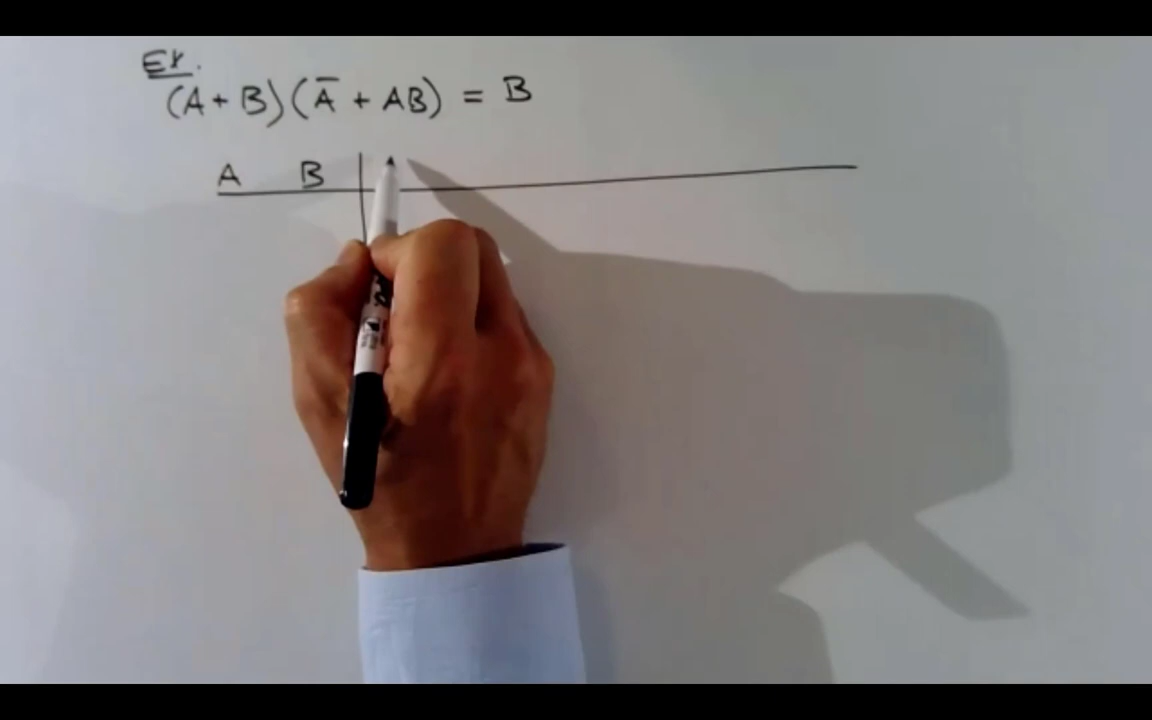 Ex.
(A + B)(A̅ + AB) = B
A B